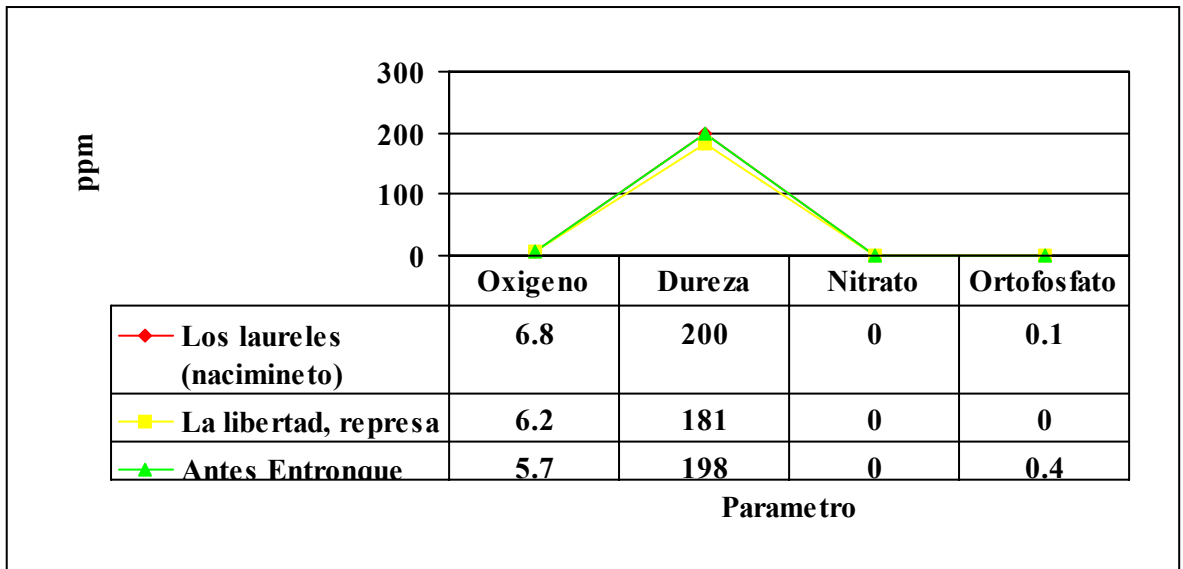 300
200
100
0
ppm
Oxigeno Dureza Nitrato Ortofosfato
Los laureles 6.8 200 0 0.1
(nacimineto)
La libertad, represa 6.2 181 0 0
Antes Entronque 5.7 198 0 0.4
Parametro